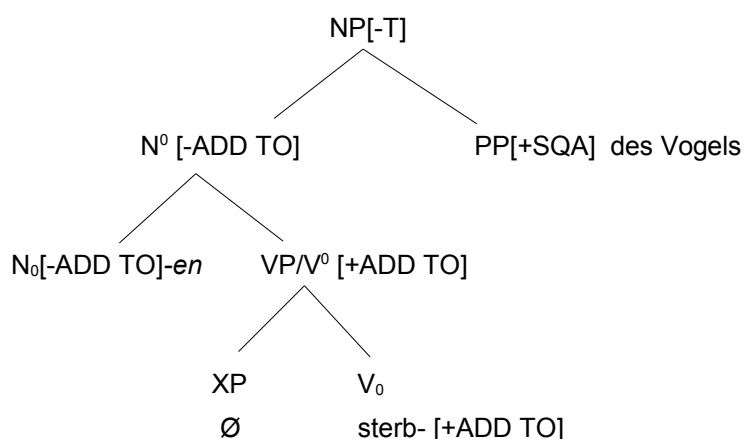 NP[-T]
N⁰ [-ADD TO] PP[+SQA] des Vogels
N₀[-ADD TO]-en VP/V⁰ [+ADD TO]
XP V₀
Ø sterb- [+ADD TO]